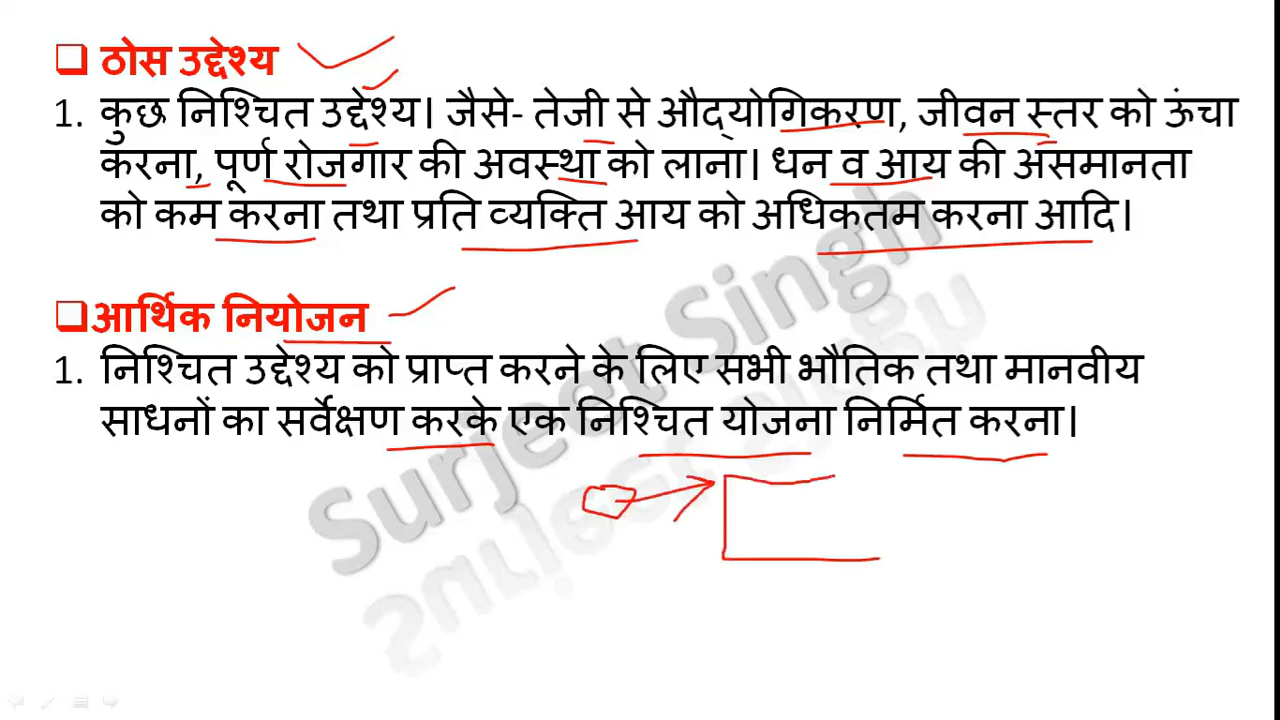 ❑ ठोस उद्देश्य
1. कुछ निश्चित उद्देश्य। जैसे- तेजी से औद्योगिकरण, जीवन स्तर को ऊंचा
करना, पूर्ण रोजगार की अवस्था को लाना। धन व आय की असमानता
को कम करना तथा प्रति व्यक्ति आय को अधिकतम करना आदि।
❑आर्थिक नियोजन
1. निश्चित उद्देश्य को प्राप्त करने के लिए सभी भौतिक तथा मानवीय
साधनों का सर्वेक्षण करके एक निश्चित योजना निर्मित करना।
Surjeet Singh